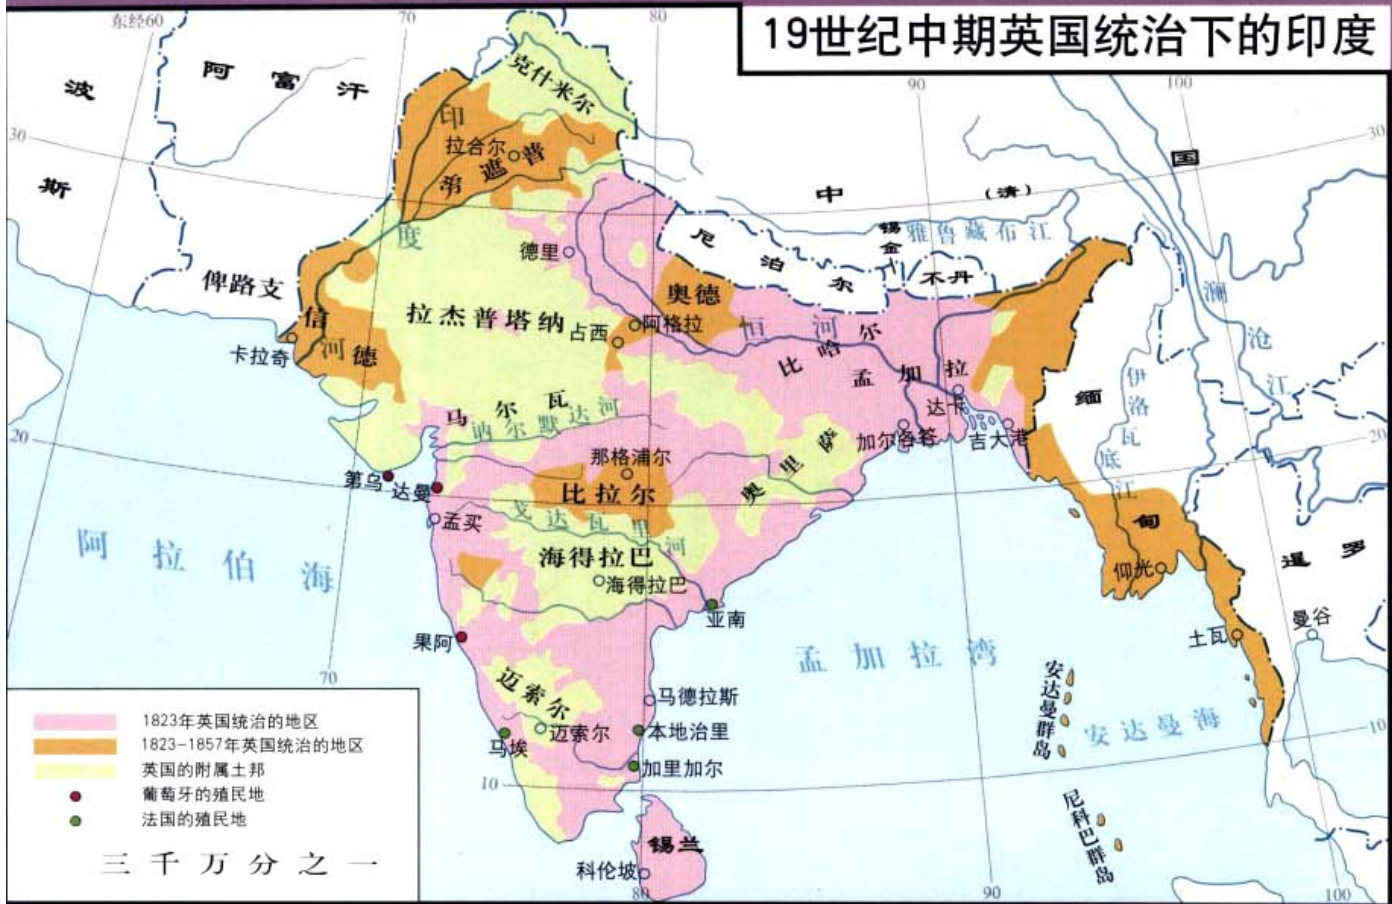 19世纪中期英国统治下的印度
东经60
70
80
90
100
30
30
20
20
10
10
70
80
90
100
波
斯
阿富汗
克什米尔
印
度
河
拉合尔
旁遮普
中
国
(清)
锡金
雅鲁藏布江
尼泊尔
不丹
俾路支
德里
奥德
拉杰普塔纳
占西
阿格拉
恒河
比哈尔
孟加拉
信德
卡拉奇
澜沧江
缅
甸
伊洛瓦底江
达卡
加尔各答
吉大港
马尔瓦
讷尔默达河
奥里萨
第乌
达曼
那格浦尔
比拉尔
孟买
戈达瓦里河
海得拉巴
海得拉巴
阿拉伯海
亚南
果阿
仰光
暹罗
土瓦
曼谷
孟加拉湾
安达曼群岛
安达曼海
尼科巴群岛
迈索尔
迈索尔
马德拉斯
马埃
本地治里
加里加尔
锡兰
科伦坡
1823年英国统治的地区
1823-1857年英国统治的地区
英国的附属土邦
葡萄牙的殖民地
法国的殖民地
三千万分之一